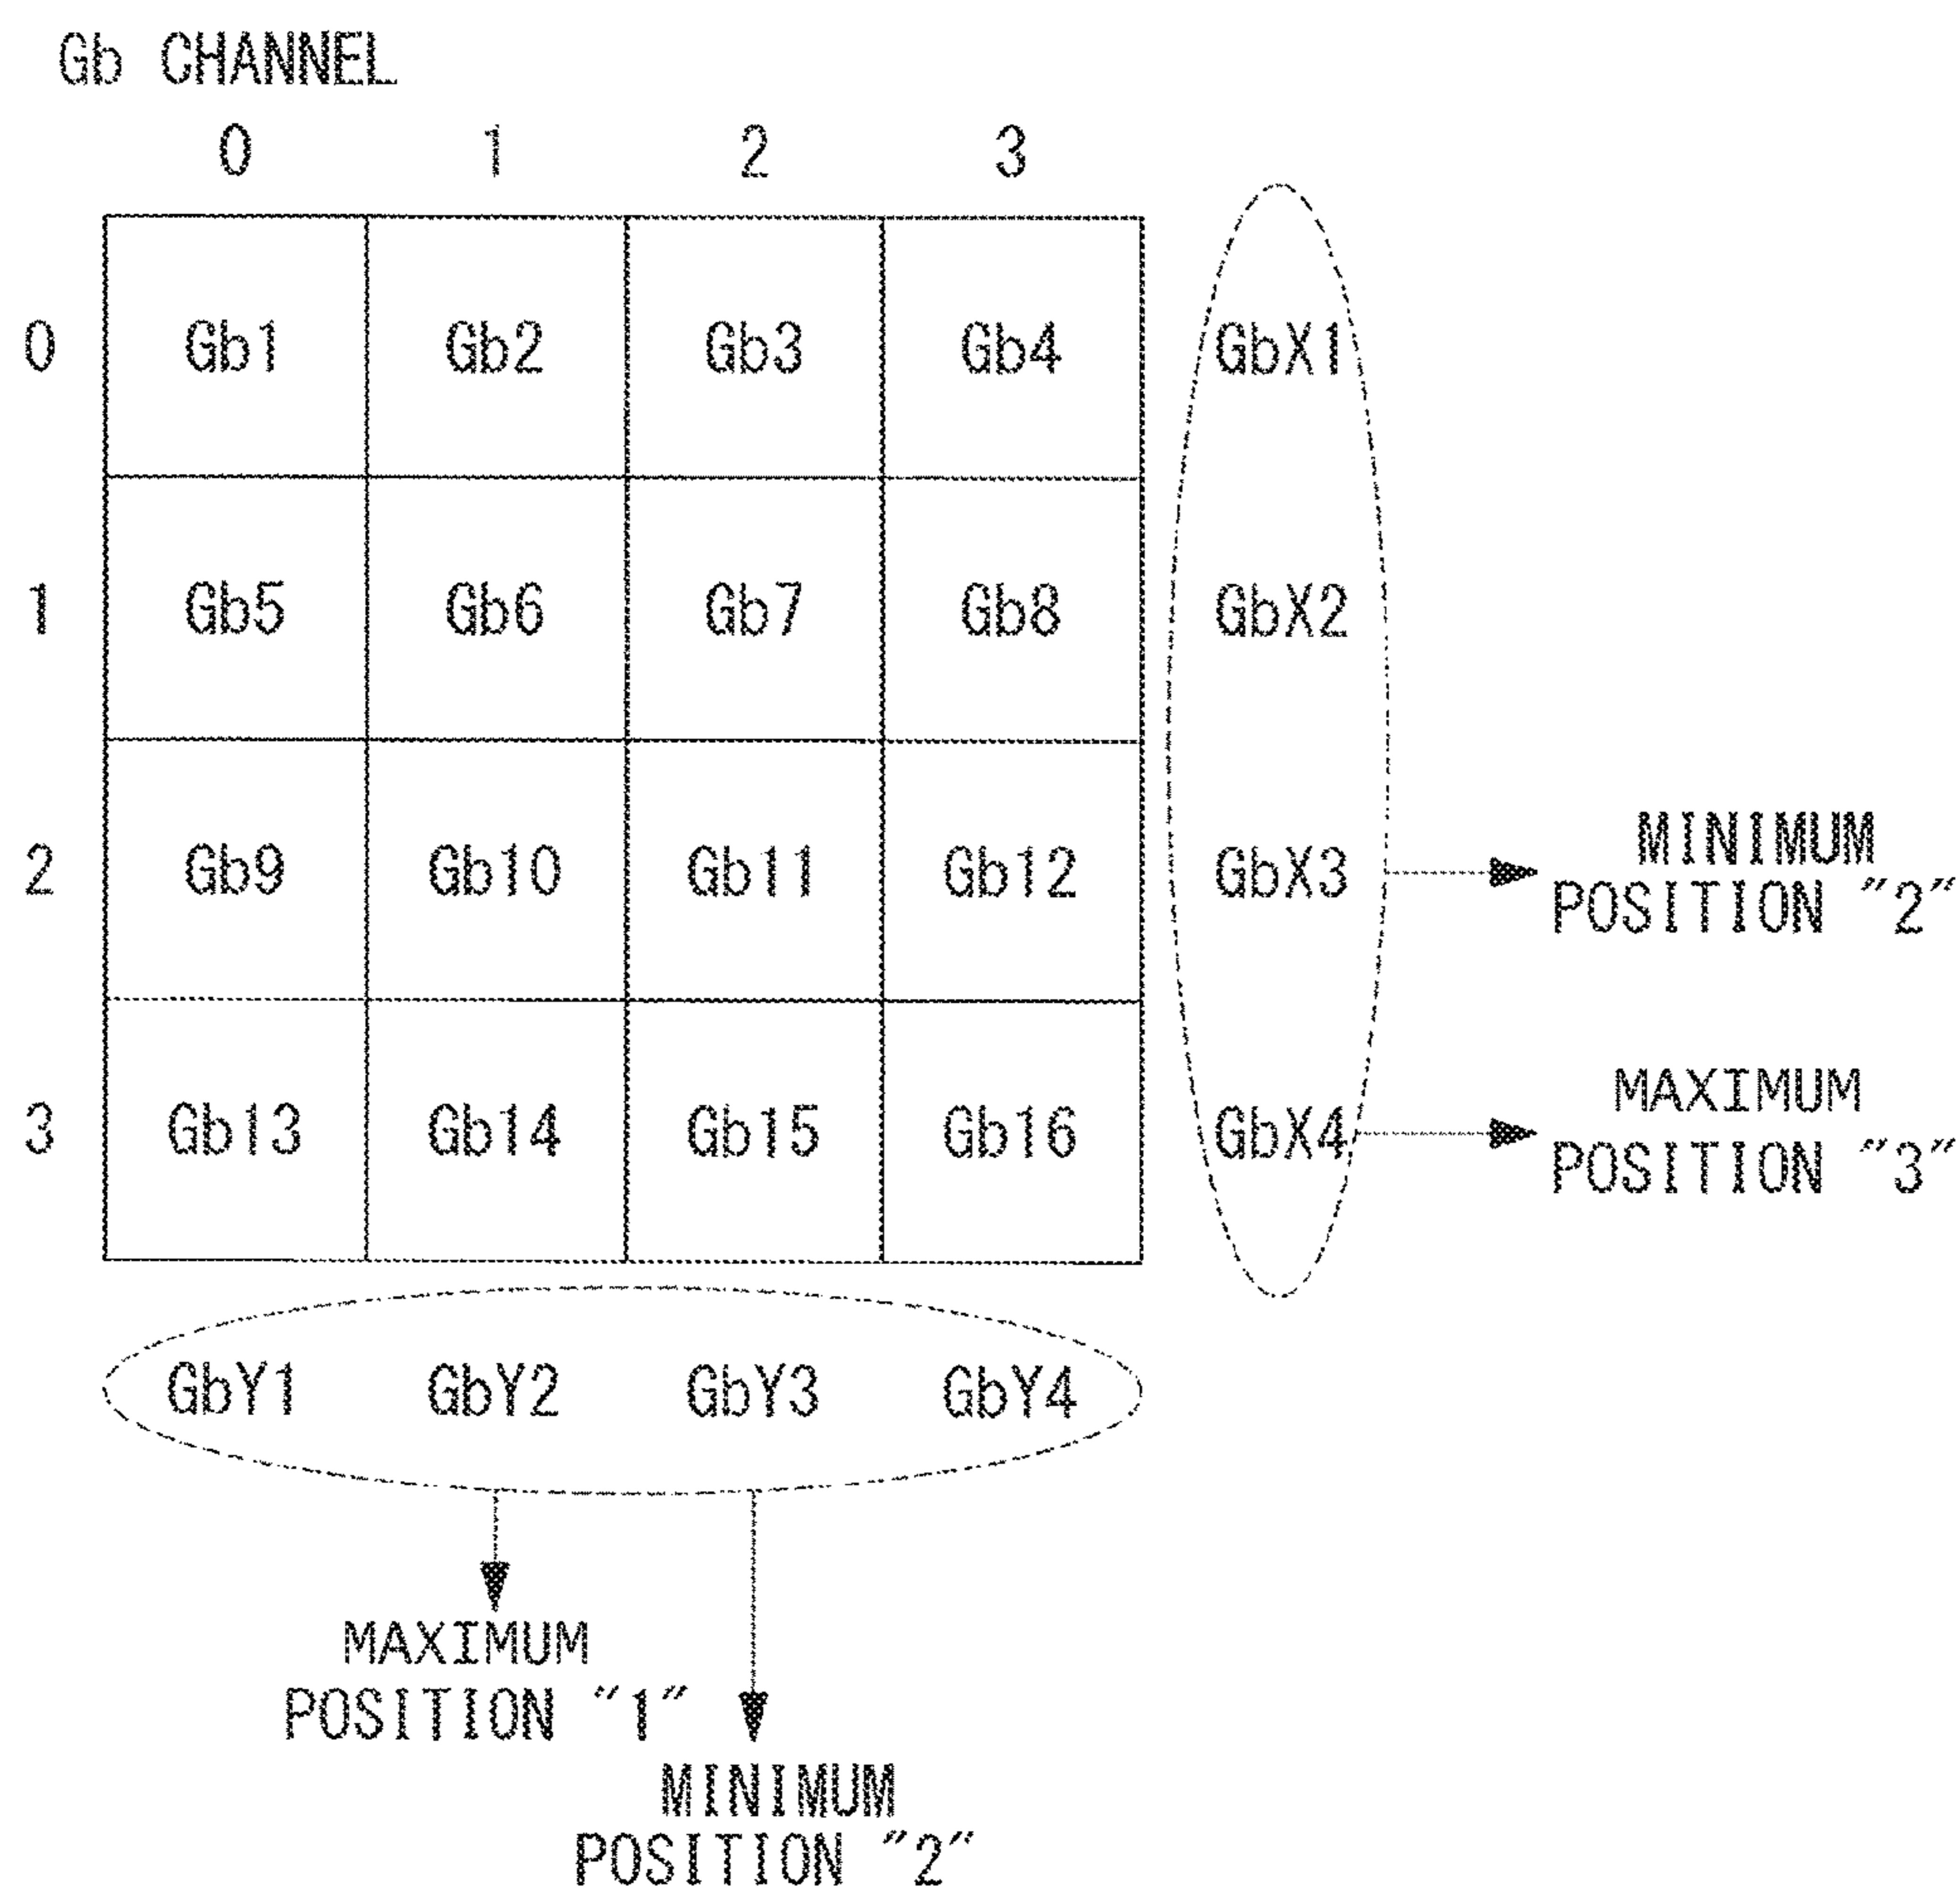 Gb CHANNEL
0 1 2 3
0 Gb1 Gb2 Gb3 Gb4 GbX1
1 Gb5 Gb6 Gb7 Gb8 GbX2
2 Gb9 Gb10 Gb11 Gb12 GbX3
MINIMUM
POSITION "2"
3 Gb13 Gb14 Gb15 Gb16 GbX4
MAXIMUM
POSITION "3"
GbY1 GbY2 GbY3 GbY4
MAXIMUM
POSITION "1"
MINIMUM
POSITION "2"